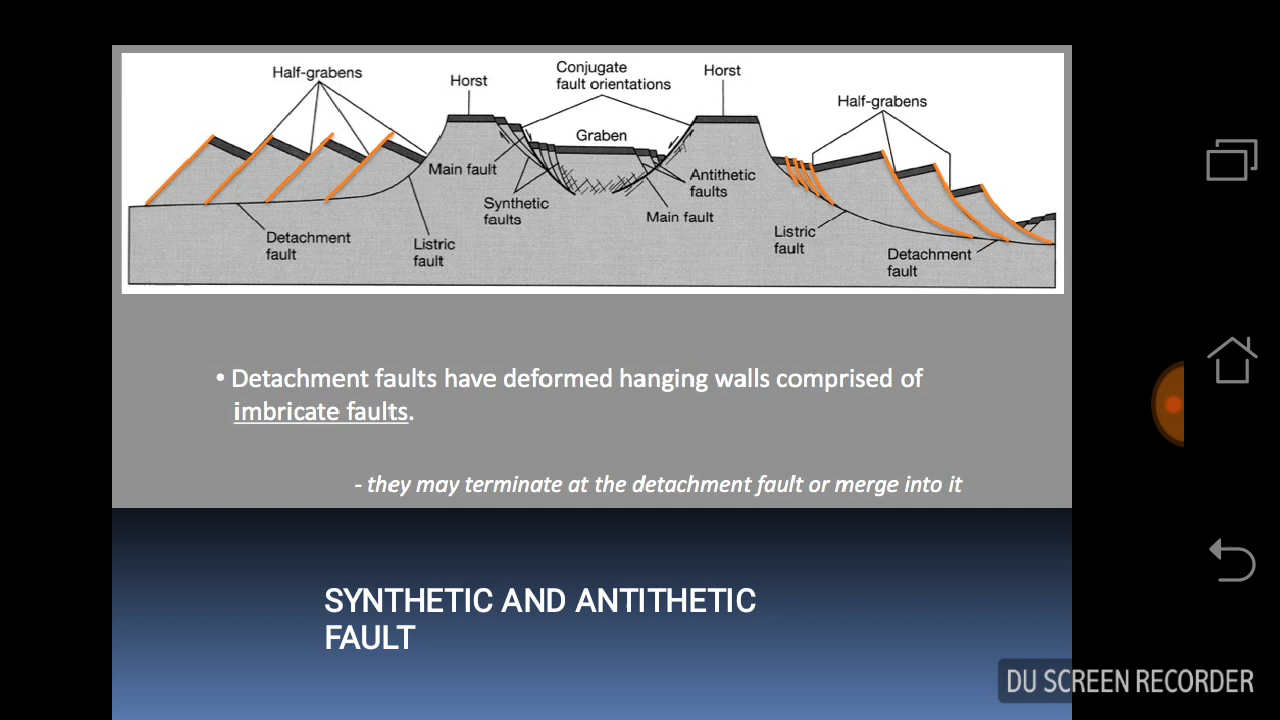 Half-grabens
Horst
Conjugate
fault orientations
Horst
Half-grabens
Graben
Main fault
Synthetic
faults
Antithetic
faults
Main fault
Detachment
fault
Listric
fault
Listric
fault
Detachment
fault
• Detachment faults have deformed hanging walls comprised of
imbricate faults.
- they may terminate at the detachment fault or merge into it
SYNTHETIC AND ANTITHETIC
FAULT
DU SCREEN RECORDER